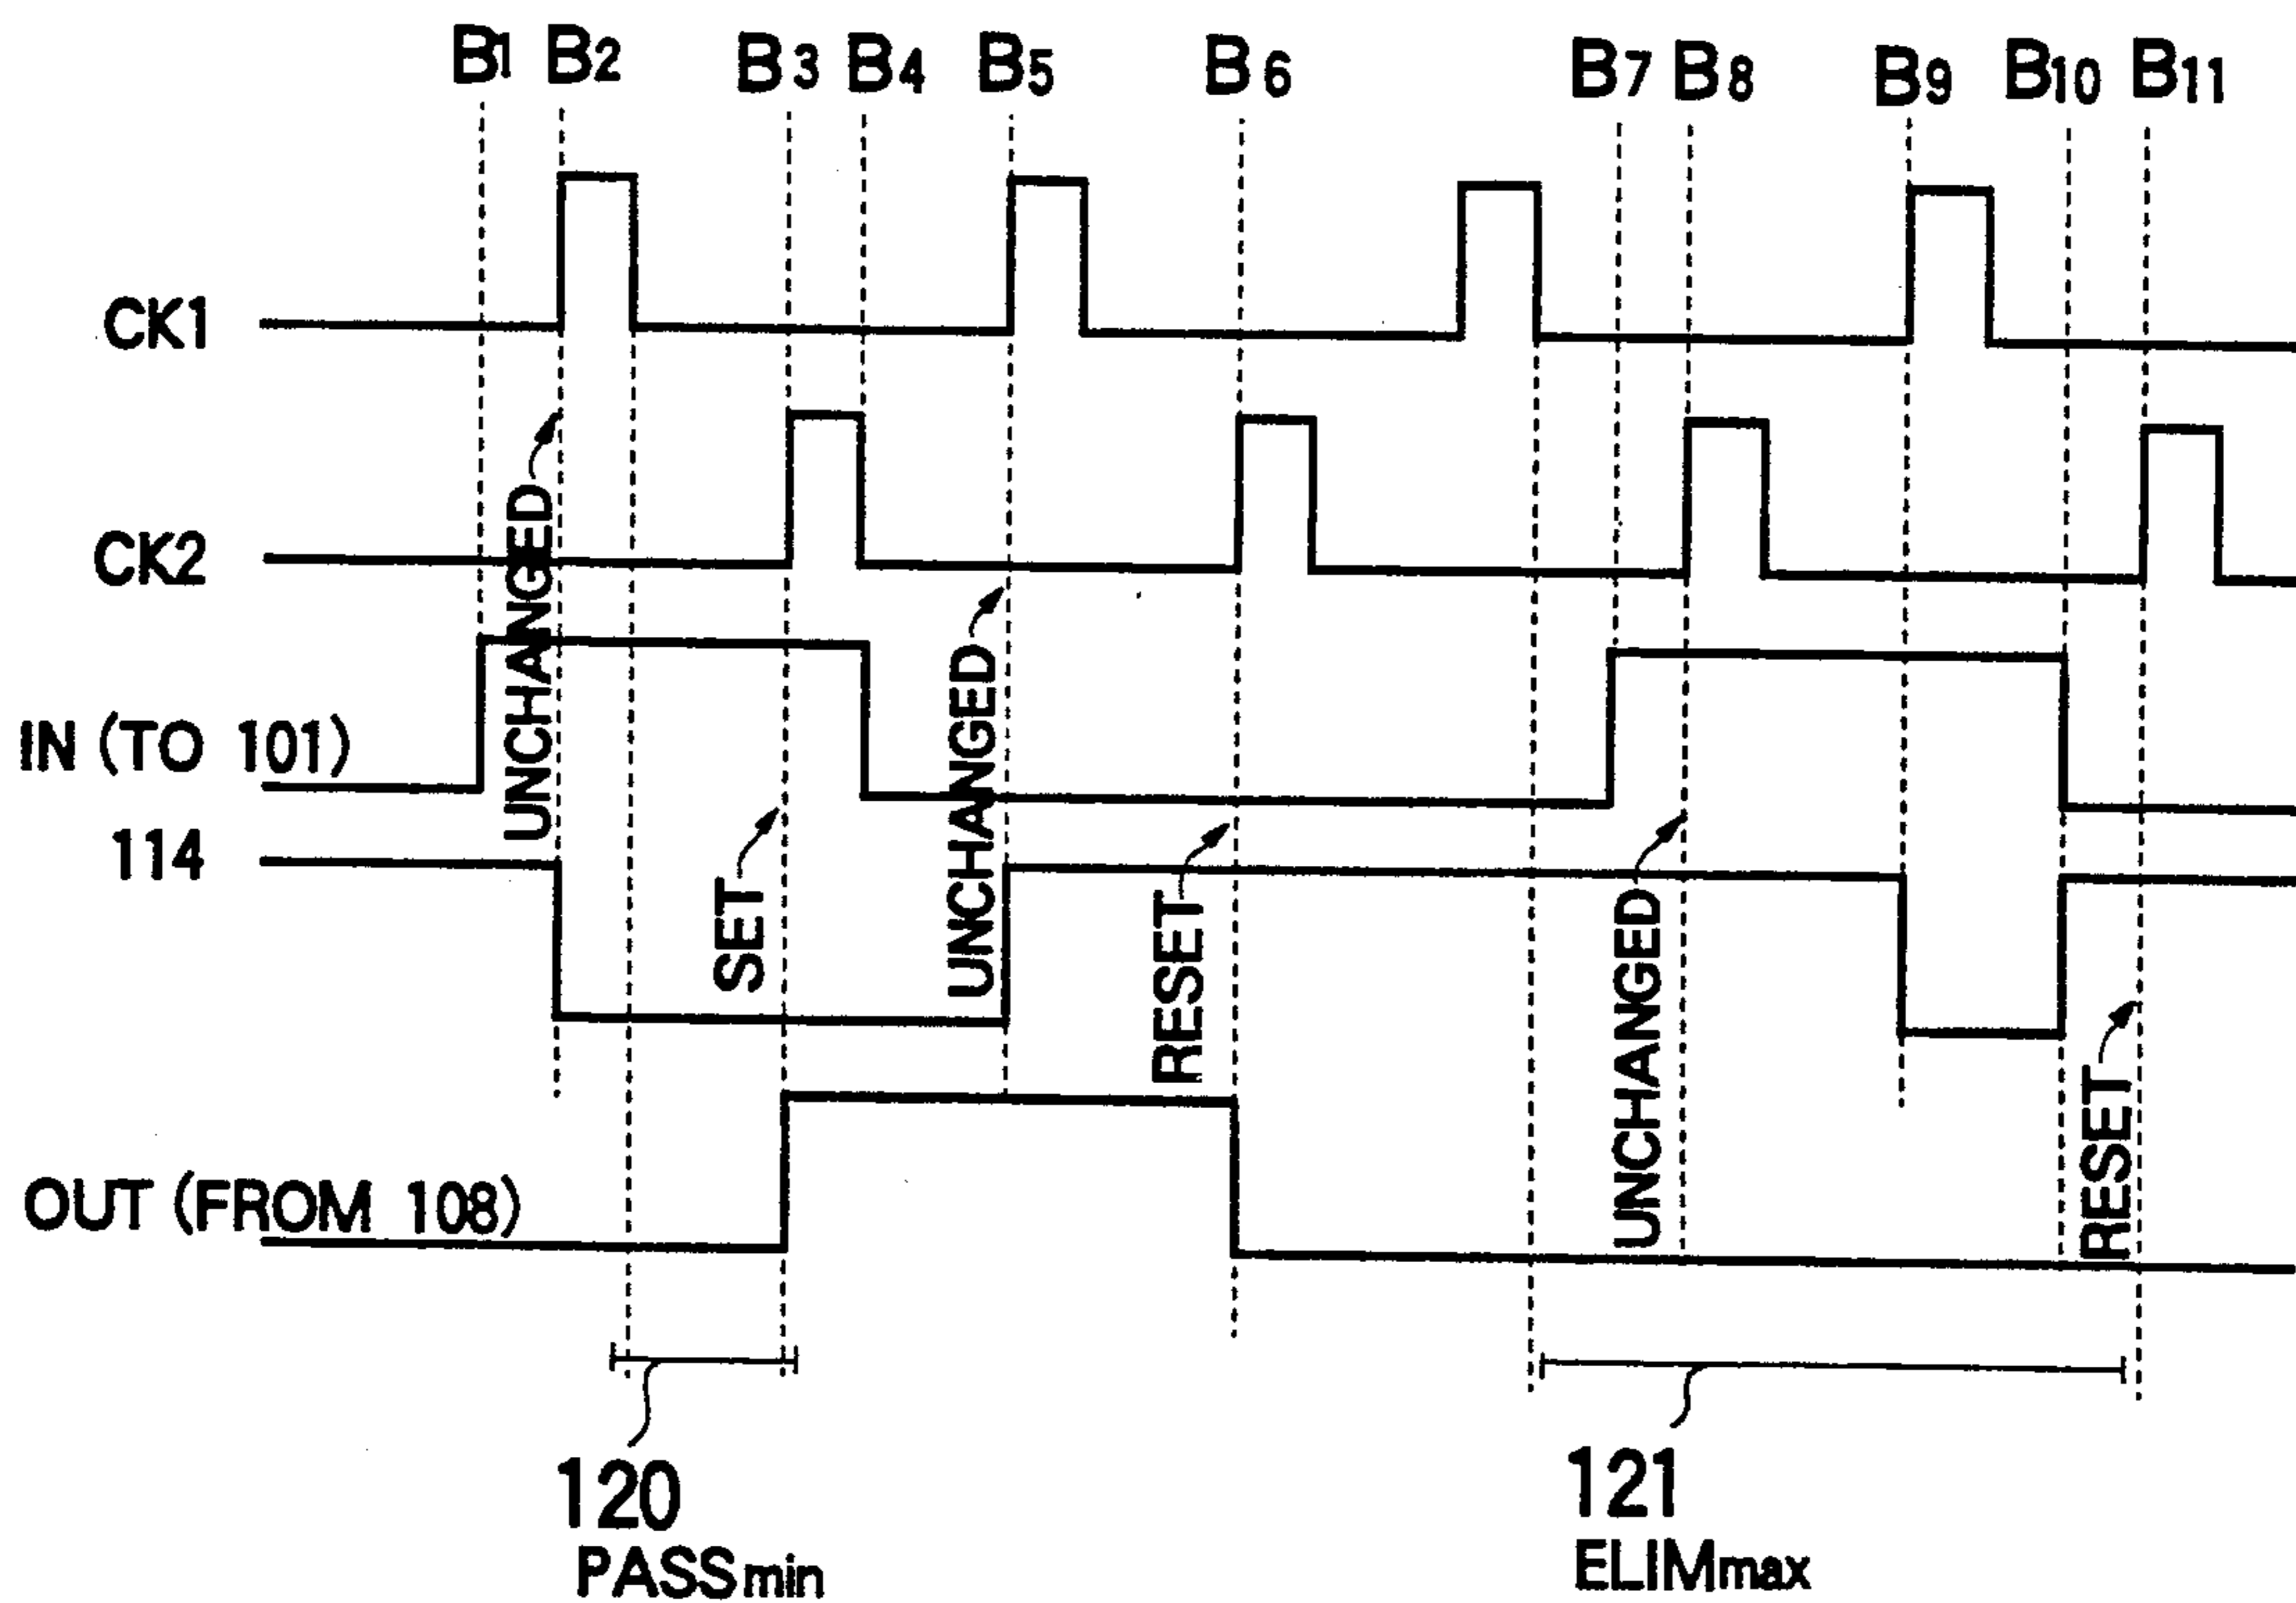 B1 B2 B3 B4 B5 B6 B7 B8 B9 B10 B11
CK1
UNCHANGED
CK2
UNCHANGED
IN (TO 101)
114
SET
RESET
UNCHANGED
RESET
OUT (FROM 108)
120
PASSmin
121
ELIMmax